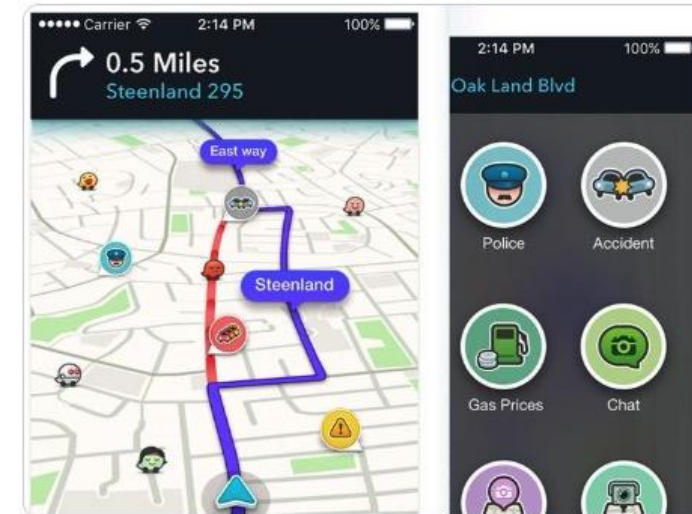 Carrier 2:14 PM 100%
0.5 Miles
Steenland 295
East way
Steenland
2:14 PM 100%
Oak Land Blvd
Police Accident
Gas Prices Chat